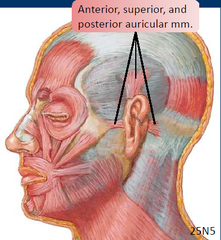 Anterior, superior, and
posterior auricular mm.
25N5